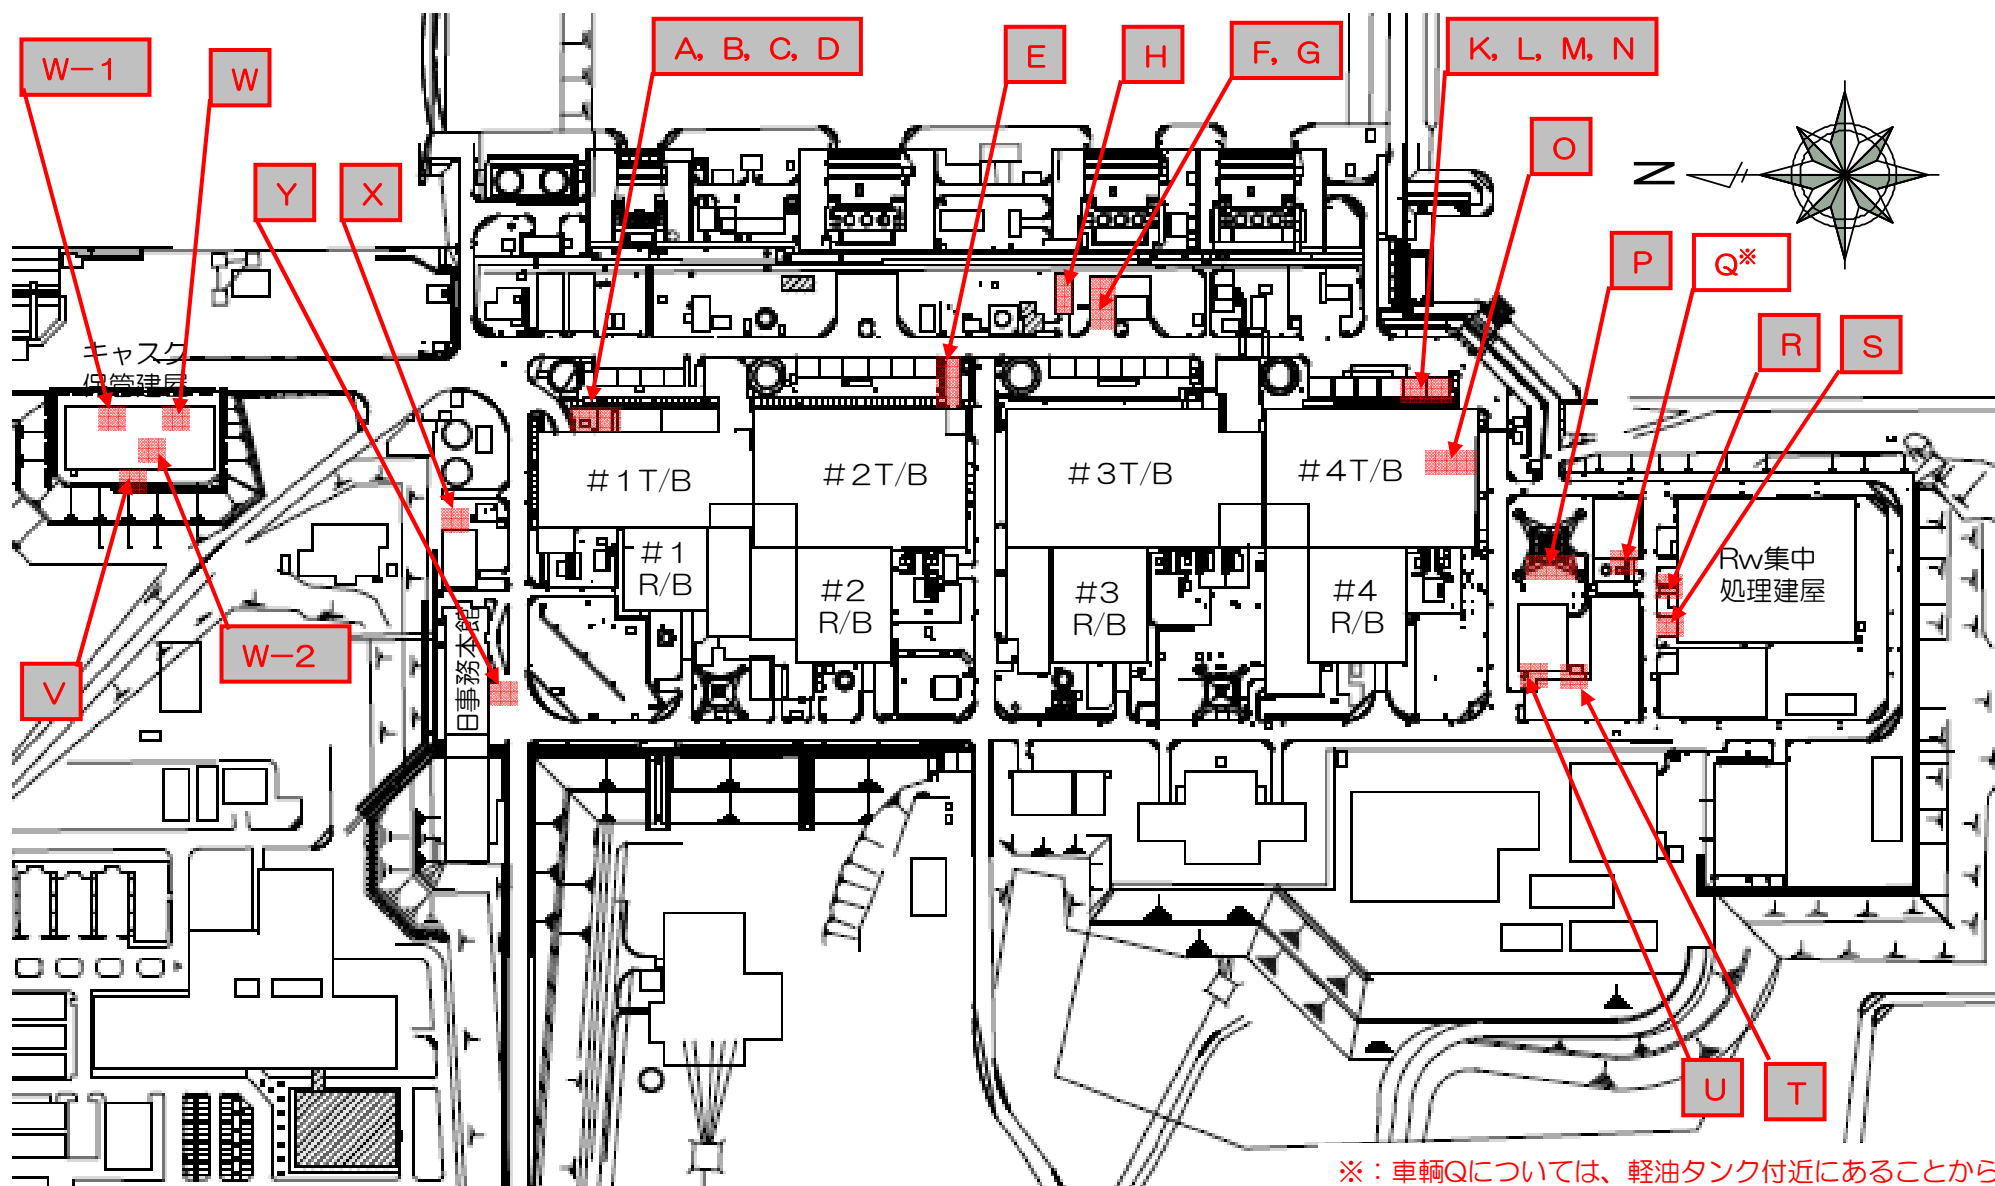 A, B, C, D
E
H
F, G
K, L, M, N
W-1
W
O
N
Y
X
P
Q※
R
S
キャスク
保管建屋
#1T/B
#2T/B
#3T/B
#4T/B
#1
R/B
#2
R/B
#3
R/B
#4
R/B
Rw集中
処理建屋
旧事務本館
W-2
V
U
T
※：車輌Qについては、軽油タンク付近にあることから